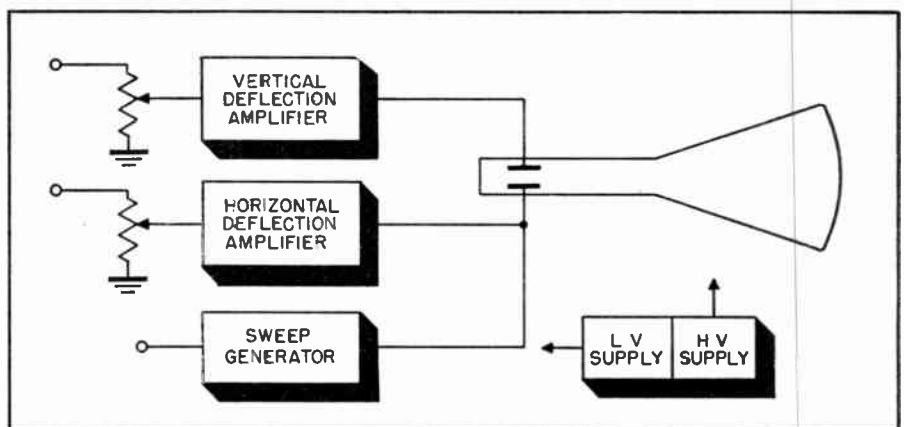 VERTICAL
DEFLECTION
AMPLIFIER
HORIZONTAL
DEFLECTION
AMPLIFIER
SWEEP
GENERATOR
L V
SUPPLY
H V
SUPPLY